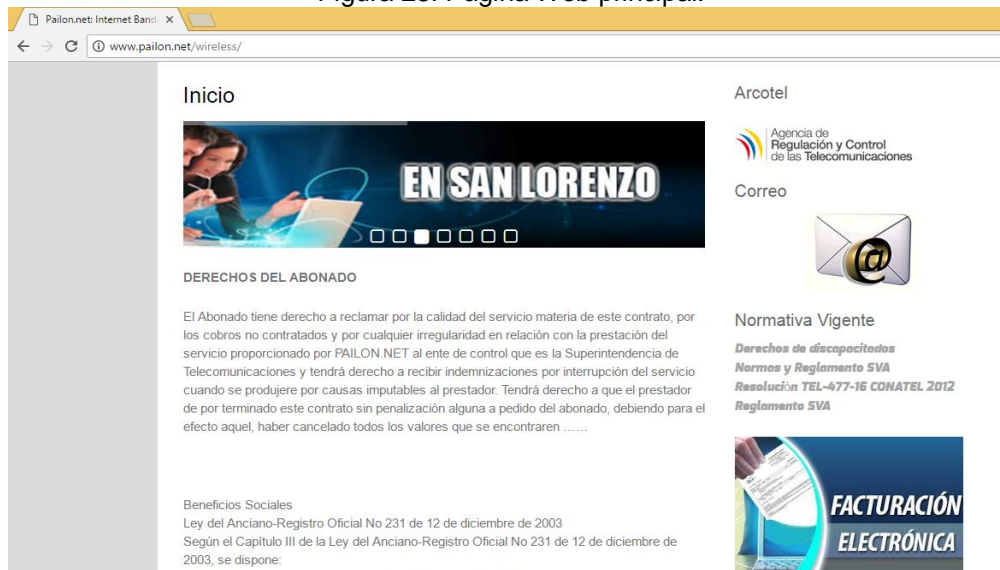 Figura 28. Página Web principal.
Pailon.net: Internet Band
www.pailon.net/wireless/
Inicio
EN SAN LORENZO
DERECHOS DEL ABONADO
El Abonado tiene derecho a reclamar por la calidad del servicio materia de este contrato, por
los cobros no contratados y por cualquier irregularidad en relación con la prestación del
servicio proporcionado por PAILON.NET al ente de control que es la Superintendencia de
Telecomunicaciones y tendrá derecho a recibir indemnizaciones por interrupción del servicio
cuando se produjere por causas imputables al prestador. Tendrá derecho a que el prestador
de por terminado este contrato sin penalización alguna a pedido del abonado, debiendo para el
efecto aquel, haber cancelado todos los valores que se encontraren ......
Beneficios Sociales
Ley del Anciano-Registro Oficial No 231 de 12 de diciembre de 2003
Según el Capítulo III de la Ley del Anciano-Registro Oficial No 231 de 12 de diciembre de
2003, se dispone:
Arcotel
Agencia de
Regulación y Control
de las Telecomunicaciones
Correo
@
Normativa Vigente
Derechos de discapacitados
Normas y Reglamento SVA
Resolución TEL-477-16 CONATEL 2012
Reglamento SVA
FACTURACIÓN
ELECTRÓNICA